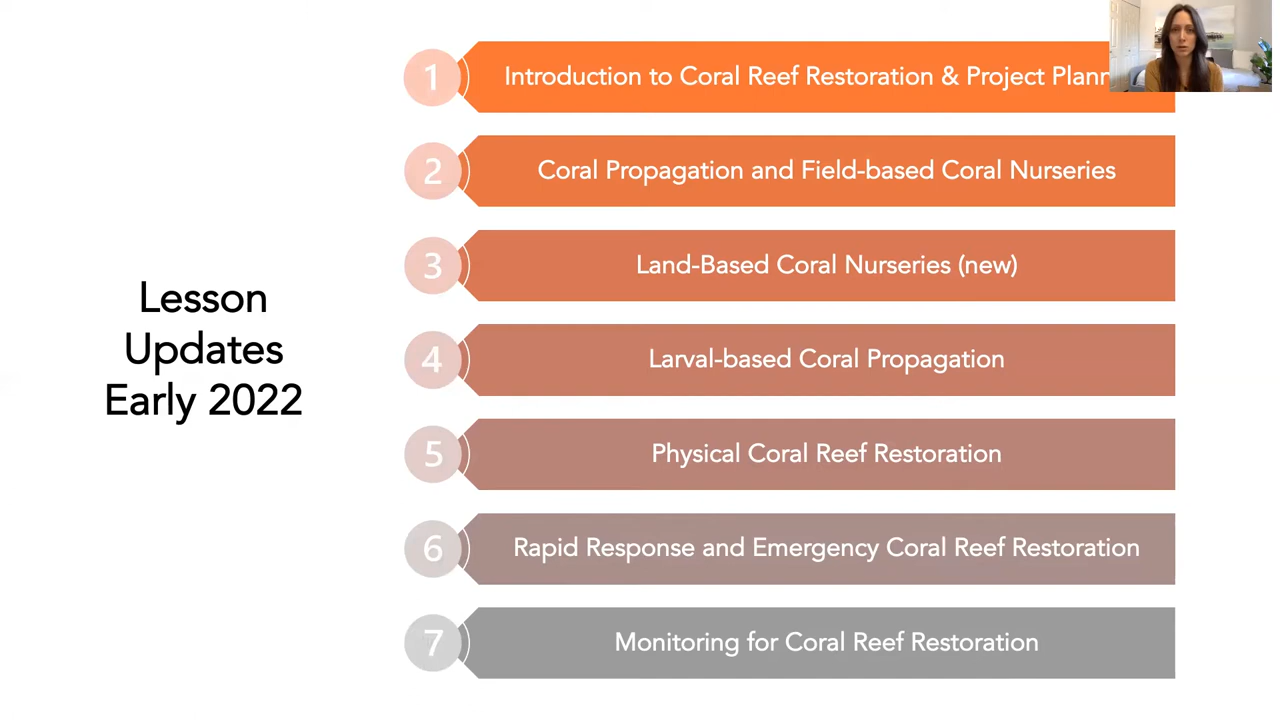 Lesson
Updates
Early 2022
1
Introduction to Coral Reef Restoration & Project
2
Coral Propagation and Field-based Coral Nurseries
3
Land-Based Coral Nurseries (new)
4
Larval-based Coral Propagation
5
Physical Coral Reef Restoration
6
Rapid Response and Emergency Coral Reef Restoration
7
Monitoring for Coral Reef Restoration